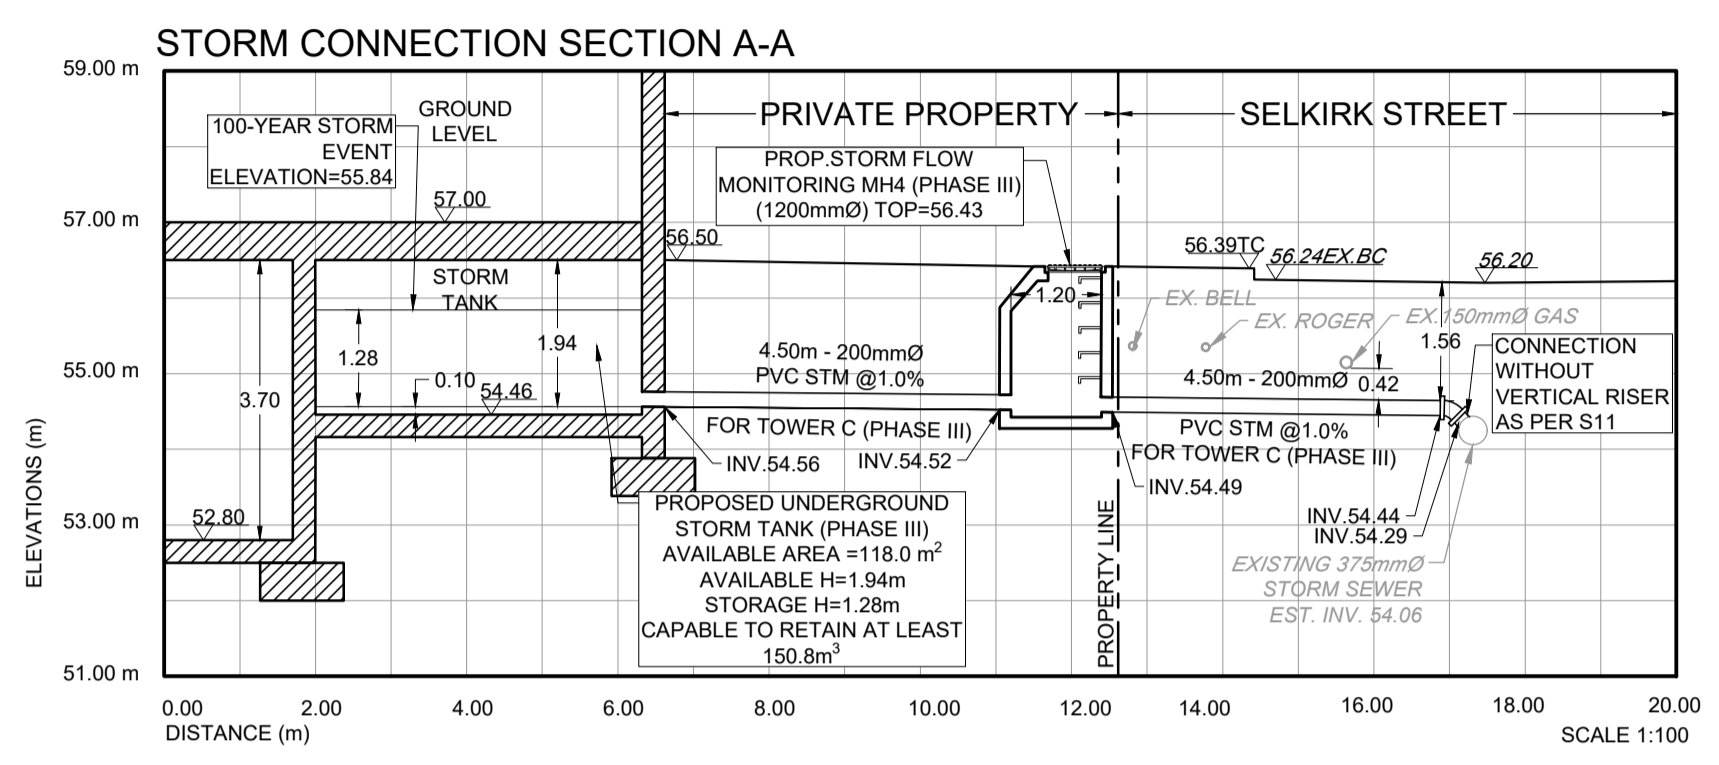 STORM CONNECTION SECTION A-A
59.00 m
57.00 m
55.00 m
53.00 m
51.00 m
ELEVATIONS (m)
100-YEAR STORM
EVENT
ELEVATION=55.84
GROUND
LEVEL
57.00
PRIVATE PROPERTY
SELKIRK STREET
PROP.STORM FLOW
MONITORING MH4 (PHASE III)
(1200mmØ) TOP=56.43
56.50
56.39TC
56.24EX.BC
56.20
STORM
TANK
1.28
1.94
3.70
0.10
54.46
52.80
4.50m - 200mmØ
PVC STM @1.0%
FOR TOWER C (PHASE III)
INV.54.56
INV.54.52
1.20
EX. BELL
EX. ROGER
EX.150mmØ GAS
1.56
0.42
4.50m - 200mmØ
PVC STM @1.0%
FOR TOWER C (PHASE III)
INV.54.49
CONNECTION
WITHOUT
VERTICAL RISER
AS PER S11
INV.54.44
INV.54.29
EXISTING 375mmØ
STORM SEWER
EST. INV. 54.06
PROPERTY LINE
PROPOSED UNDERGROUND
STORM TANK (PHASE III)
AVAILABLE AREA =118.0 m²
AVAILABLE H=1.94m
STORAGE H=1.28m
CAPABLE TO RETAIN AT LEAST
150.8m³
0.00 2.00 4.00 6.00 8.00 10.00 12.00 14.00 16.00 18.00 20.00
DISTANCE (m)
SCALE 1:100